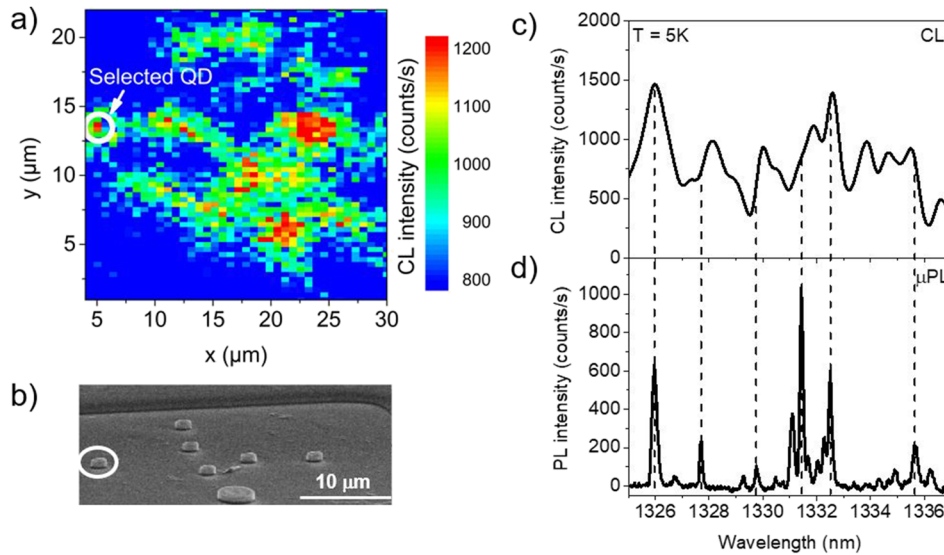 a)
20
15
10
5
y (µm)
Selected QD
5
10
15
20
25
30
x (µm)
1200
1100
1000
900
800
CL intensity (counts/s)
b)
10 µm
c)
2000
1500
1000
500
0
CL intensity (counts/s)
T = 5K
CL
d)
1000
800
600
400
200
0
PL intensity (counts/s)
µPL
1326
1328
1330
1332
1334
1336
Wavelength (nm)